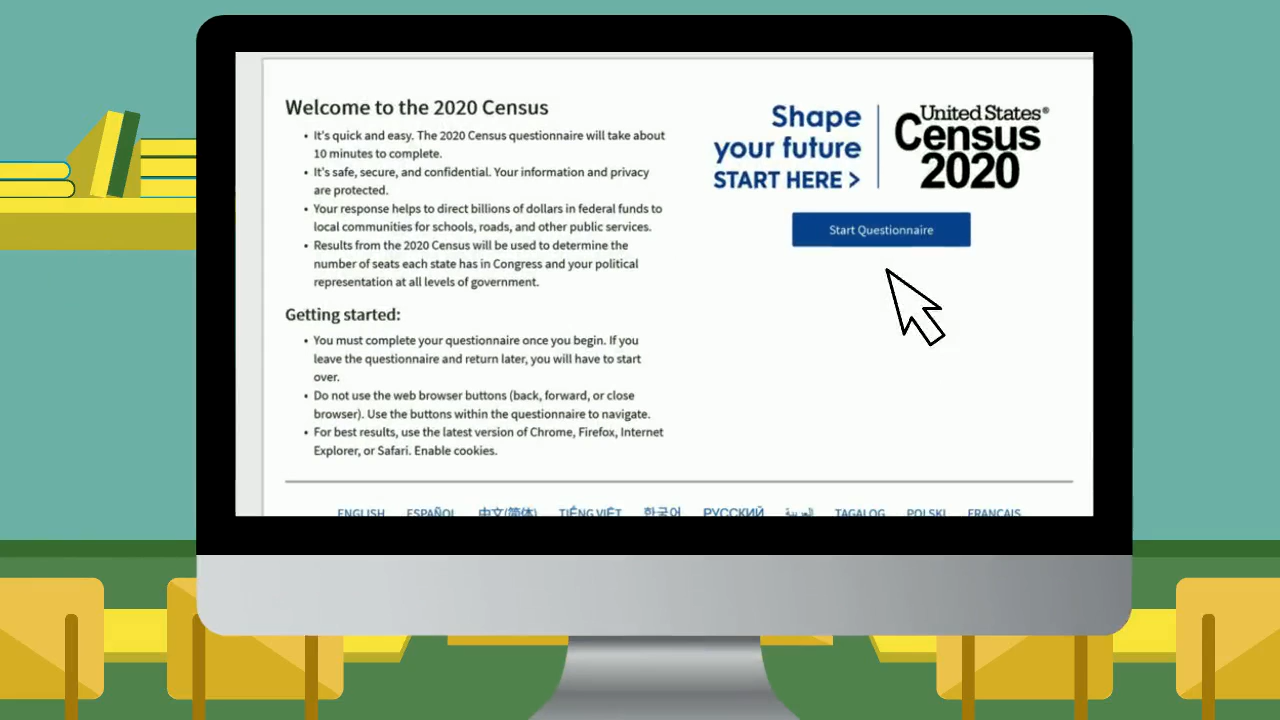 Welcome to the 2020 Census
• It's quick and easy. The 2020 Census questionnaire will take about
10 minutes to complete.
• It's safe, secure, and confidential. Your information and privacy
are protected.
• Your response helps to direct billions of dollars in federal funds to
local communities for schools, roads, and other public services.
• Results from the 2020 Census will be used to determine the
number of seats each state has in Congress and your political
representation at all levels of government.
Getting started:
• You must complete your questionnaire once you begin. If you
leave the questionnaire and return later, you will have to start
over.
• Do not use the web browser buttons (back, forward, or close
browser). Use the buttons within the questionnaire to navigate.
• For best results, use the latest version of Chrome, Firefox, Internet
Explorer, or Safari. Enable cookies.
Shape
your future
START HERE >
United States®
Census
2020
Start Questionnaire
ENGLISH ESPAÑOL 中文(简体) TIẾNG VIỆT 한국어 РУССКИЙ العربية TAGALOG POLSKI FRANÇAIS